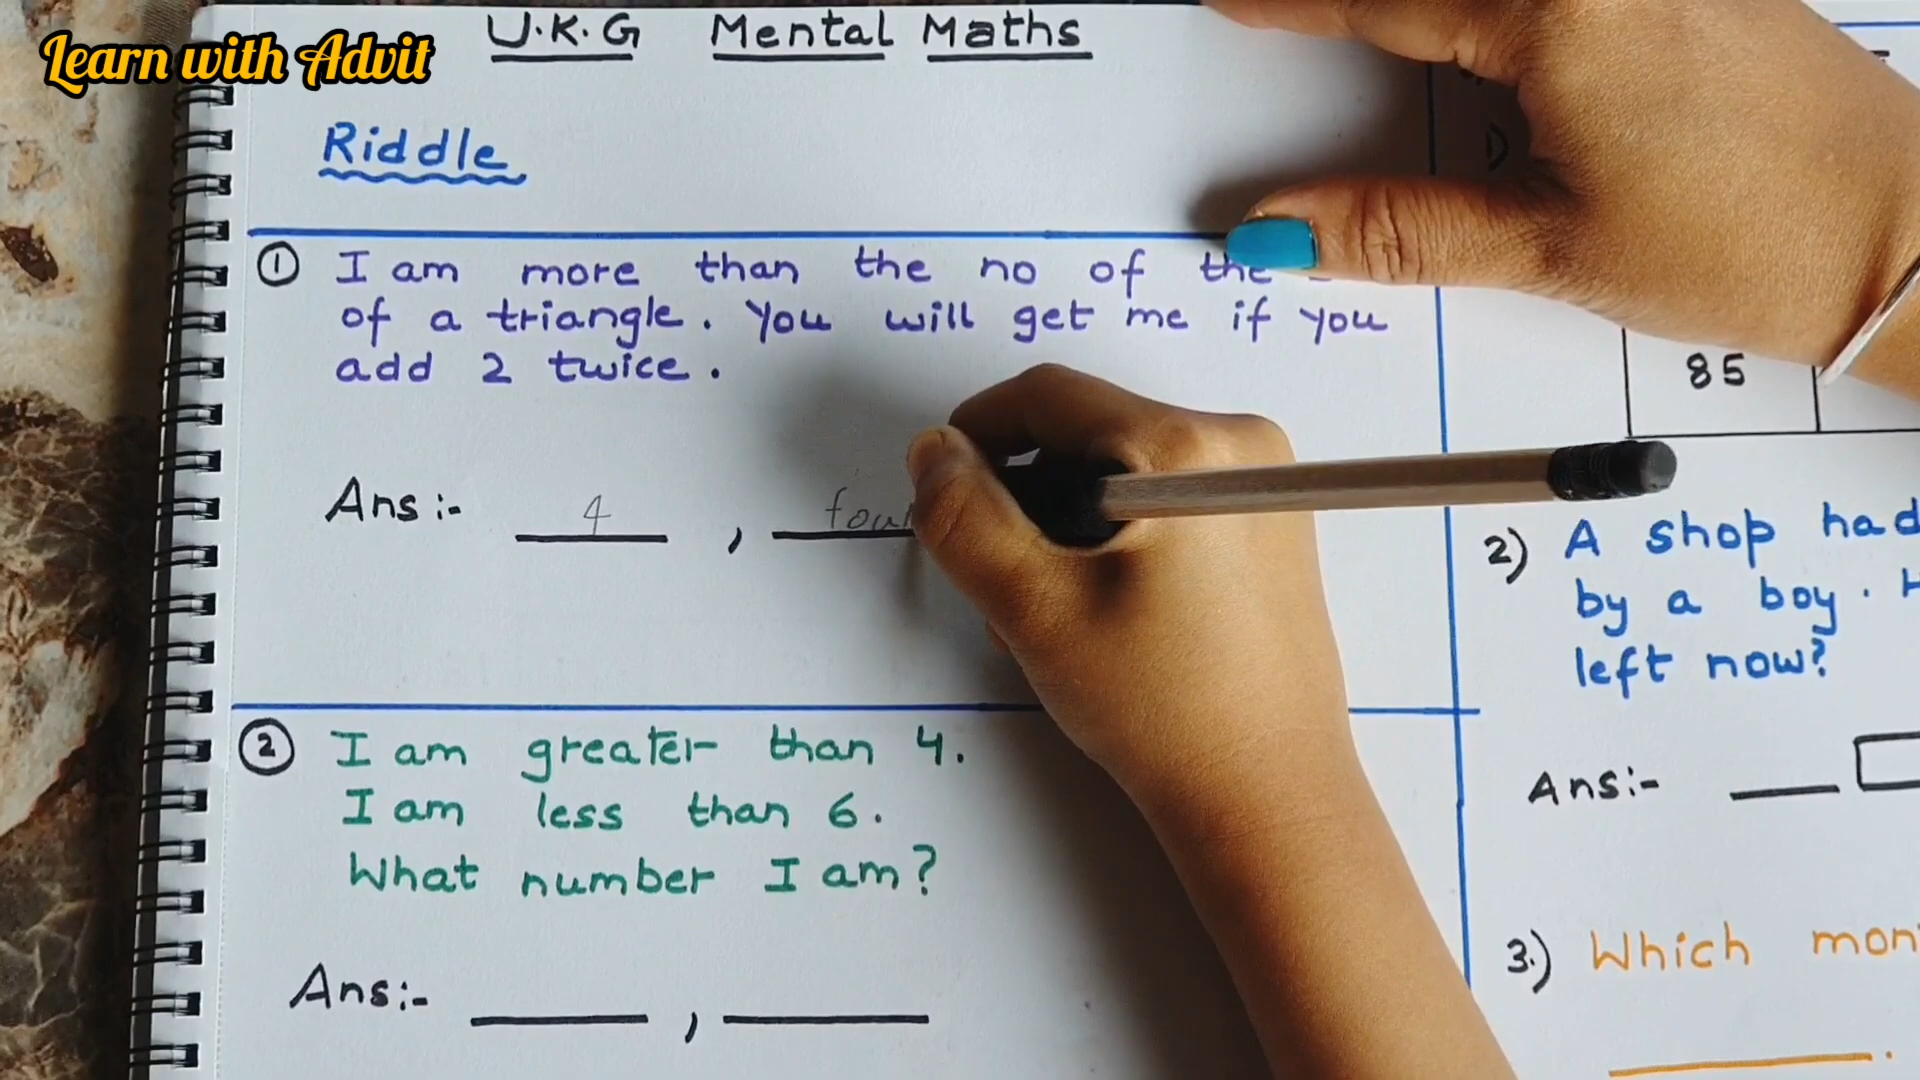 Learn with Advit
U.K.G Mental Maths
Riddle
① I am more than the no of the
of a triangle. You will get me if you
add 2 twice.
Ans:- 4 , four
② I am greater than 4.
I am less than 6.
What number I am?
Ans:- ,
85
2) A shop had
by a boy.
left now?
Ans:-
3.) Which